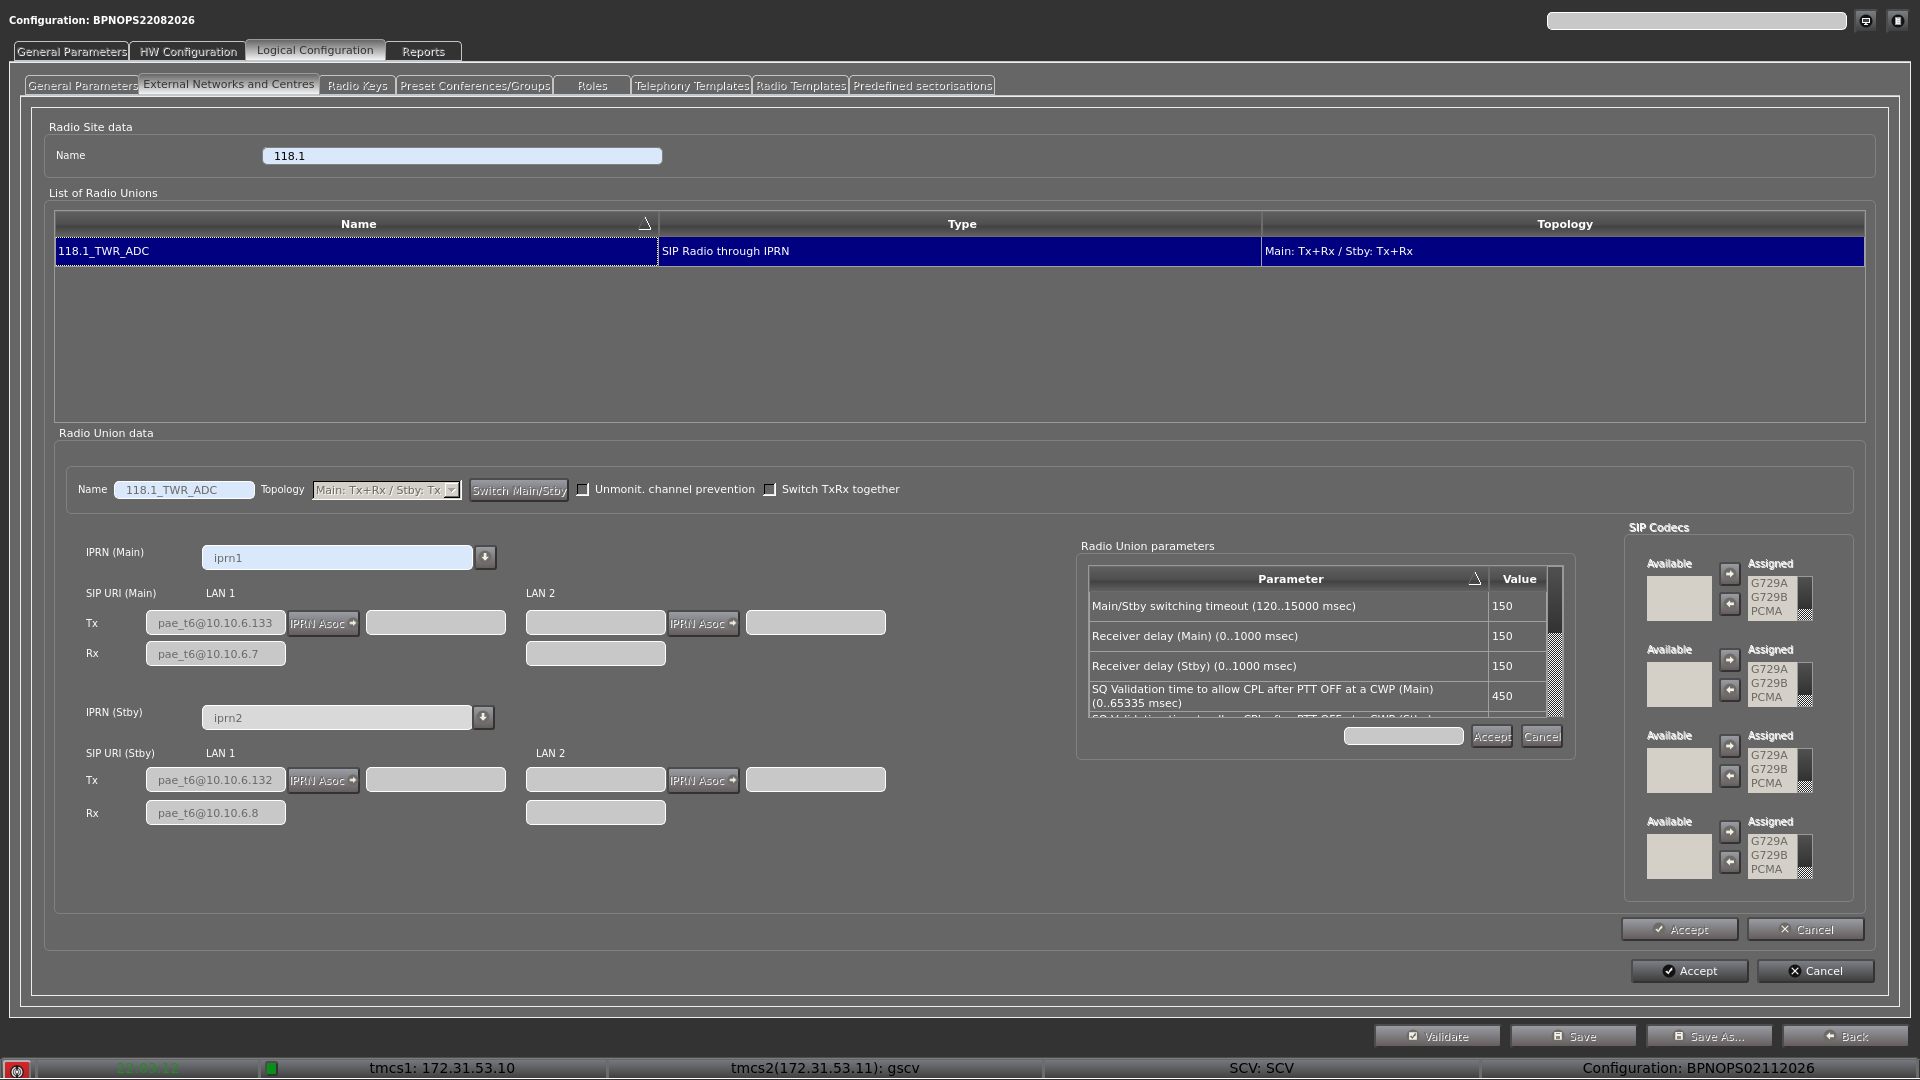 Configuration: BPNOPS22082026
General Parameters HW Configuration Logical Configuration Reports
General Parameters External Networks and Centres Radio Keys Preset Conferences/Groups Roles Telephony Templates Radio Templates Predefined sectorisations
Radio Site data
Name 118.1
List of Radio Unions
Name Type Topology
118.1_TWR_ADC SIP Radio through IPRN Main: Tx+Rx / Stby: Tx+Rx
Radio Union data
Name 118.1_TWR_ADC Topology Main: Tx+Rx / Stby: Tx Switch Main/Stby Unmonit. channel prevention Switch TxRx together
IPRN (Main) iprn1
SIP URI (Main) LAN 1 LAN 2
Tx pae_t6@10.10.6.133 IPRN Asoc IPRN Asoc
Rx pae_t6@10.10.6.7
IPRN (Stby) iprn2
SIP URI (Stby) LAN 1 LAN 2
Tx pae_t6@10.10.6.132 IPRN Asoc IPRN Asoc
Rx pae_t6@10.10.6.8
Radio Union parameters
Parameter Value
Main/Stby switching timeout (120..15000 msec) 150
Receiver delay (Main) (0..1000 msec) 150
Receiver delay (Stby) (0..1000 msec) 150
SQ Validation time to allow CPL after PTT OFF at a CWP (Main)
(0..65335 msec) 450
Accept Cancel
SIP Codecs
Available Assigned
G729A
G729B
PCMA
Available Assigned
G729A
G729B
PCMA
Available Assigned
G729A
G729B
PCMA
Available Assigned
G729A
G729B
PCMA
Accept Cancel
Accept Cancel
Validate Save Save As... Back
tmcs1: 172.31.53.10 tmcs2(172.31.53.11): gscv SCV: SCV Configuration: BPNOPS02112026